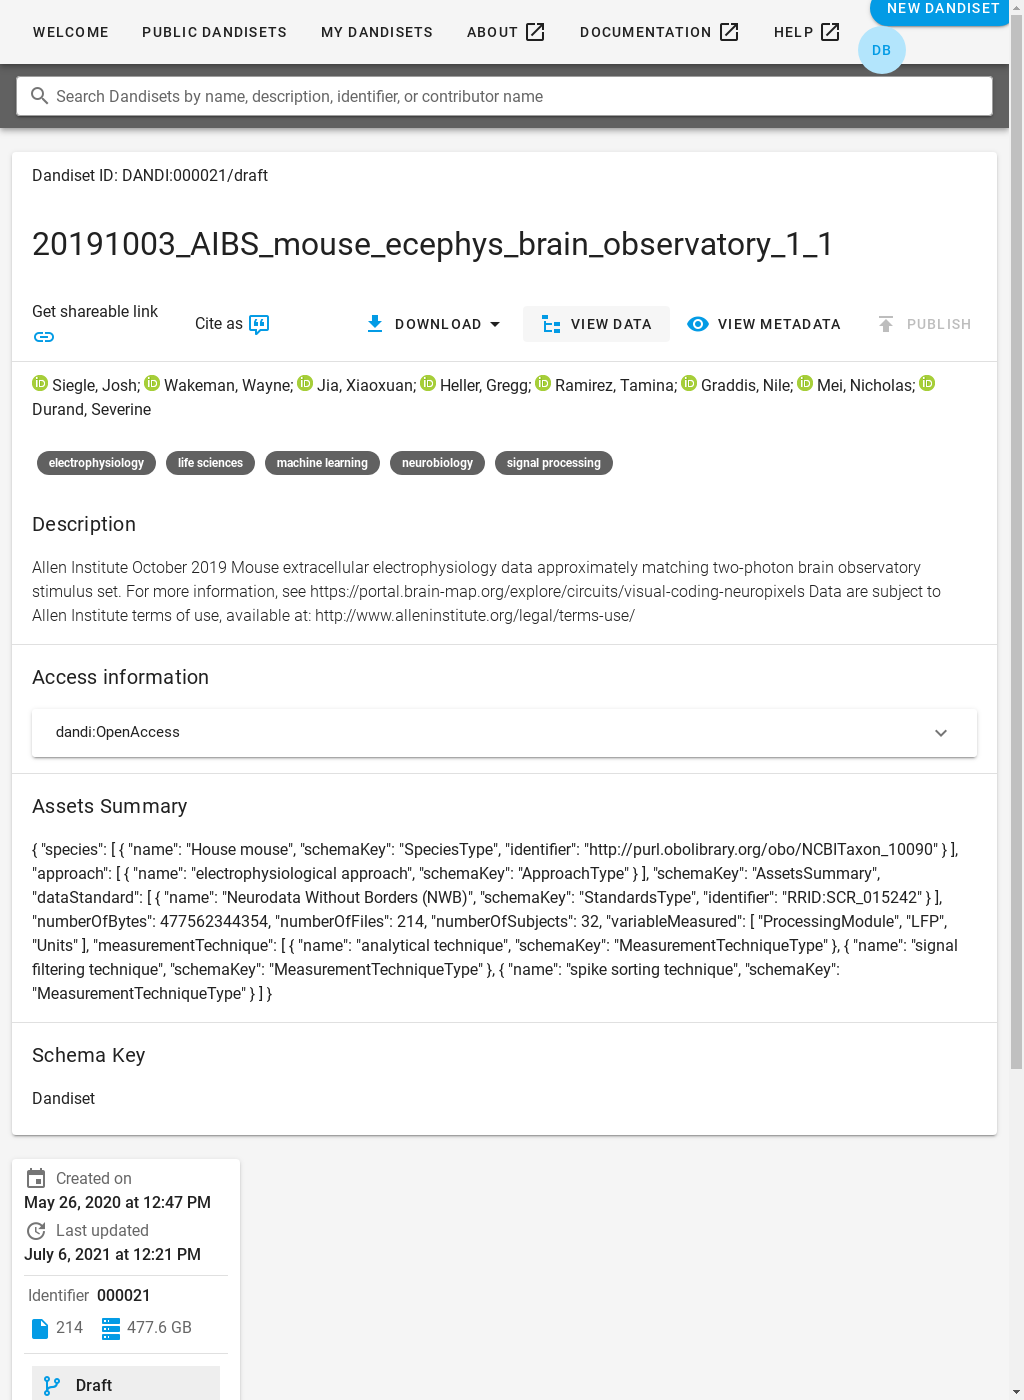 WELCOME PUBLIC DANDISETS MY DANDISETS ABOUT DOCUMENTATION HELP NEW DANDISET
DB
Search Dandisets by name, description, identifier, or contributor name
Dandiset ID: DANDI:000021/draft
20191003_AIBS_mouse_ecephys_brain_observatory_1_1
Get shareable link
Cite as
DOWNLOAD VIEW DATA VIEW METADATA PUBLISH
Siegle, Josh; Wakeman, Wayne; Jia, Xiaoxuan; Heller, Gregg; Ramirez, Tamina; Graddis, Nile; Mei, Nicholas;
Durand, Severine
electrophysiology life sciences machine learning neurobiology signal processing
Description
Allen Institute October 2019 Mouse extracellular electrophysiology data approximately matching two-photon brain observatory
stimulus set. For more information, see https://portal.brain-map.org/explore/circuits/visual-coding-neuropixels Data are subject to
Allen Institute terms of use, available at: http://www.alleninstitute.org/legal/terms-use/
Access information
dandi:OpenAccess
Assets Summary
{ "species": [ { "name": "House mouse", "schemaKey": "SpeciesType", "identifier": "http://purl.obolibrary.org/obo/NCBITaxon_10090" } ],
"approach": [ { "name": "electrophysiological approach", "schemaKey": "ApproachType" } ], "schemaKey": "AssetsSummary",
"dataStandard": [ { "name": "Neurodata Without Borders (NWB)", "schemaKey": "StandardsType", "identifier": "RRID:SCR_015242" } ],
"numberOfBytes": 477562344354, "numberOfFiles": 214, "numberOfSubjects": 32, "variableMeasured": [ "ProcessingModule", "LFP",
"Units" ], "measurementTechnique": [ { "name": "analytical technique", "schemaKey": "MeasurementTechniqueType" }, { "name": "signal
filtering technique", "schemaKey": "MeasurementTechniqueType" }, { "name": "spike sorting technique", "schemaKey":
"MeasurementTechniqueType" } ] }
Schema Key
Dandiset
Created on
May 26, 2020 at 12:47 PM
Last updated
July 6, 2021 at 12:21 PM
Identifier 000021
214 477.6 GB
Draft